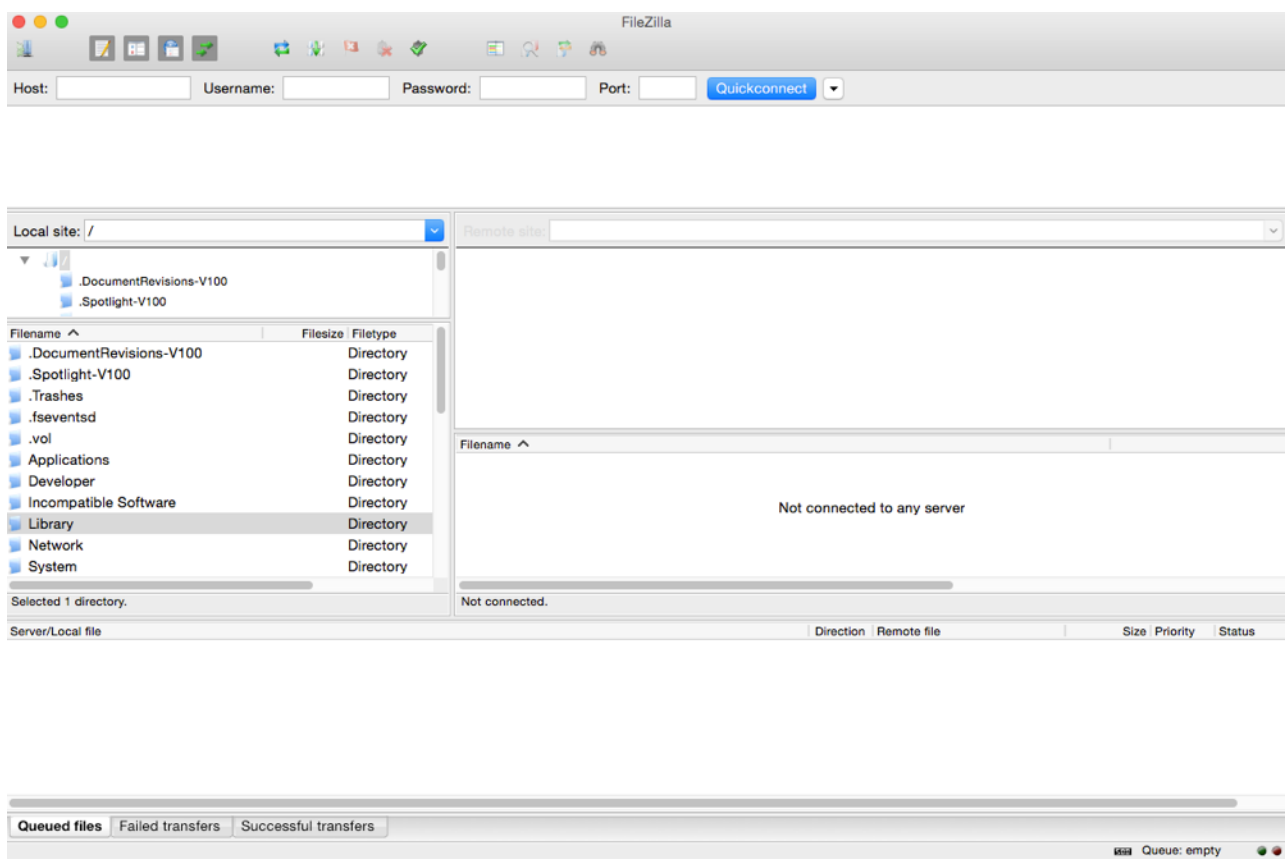 FileZilla
Host: Username: Password: Port: Quickconnect
Local site: /
Remote site:
/
.DocumentRevisions-V100
.Spotlight-V100
Filename Filesize Filetype
.DocumentRevisions-V100 Directory
.Spotlight-V100 Directory
.Trashes Directory
.fseventsd Directory
.vol Directory
Applications Directory
Developer Directory
Incompatible Software Directory
Library Directory
Network Directory
System Directory
Selected 1 directory.
Filename
Not connected to any server
Not connected.
Server/Local file Direction Remote file Size Priority Status
Queued files Failed transfers Successful transfers
Queue: empty